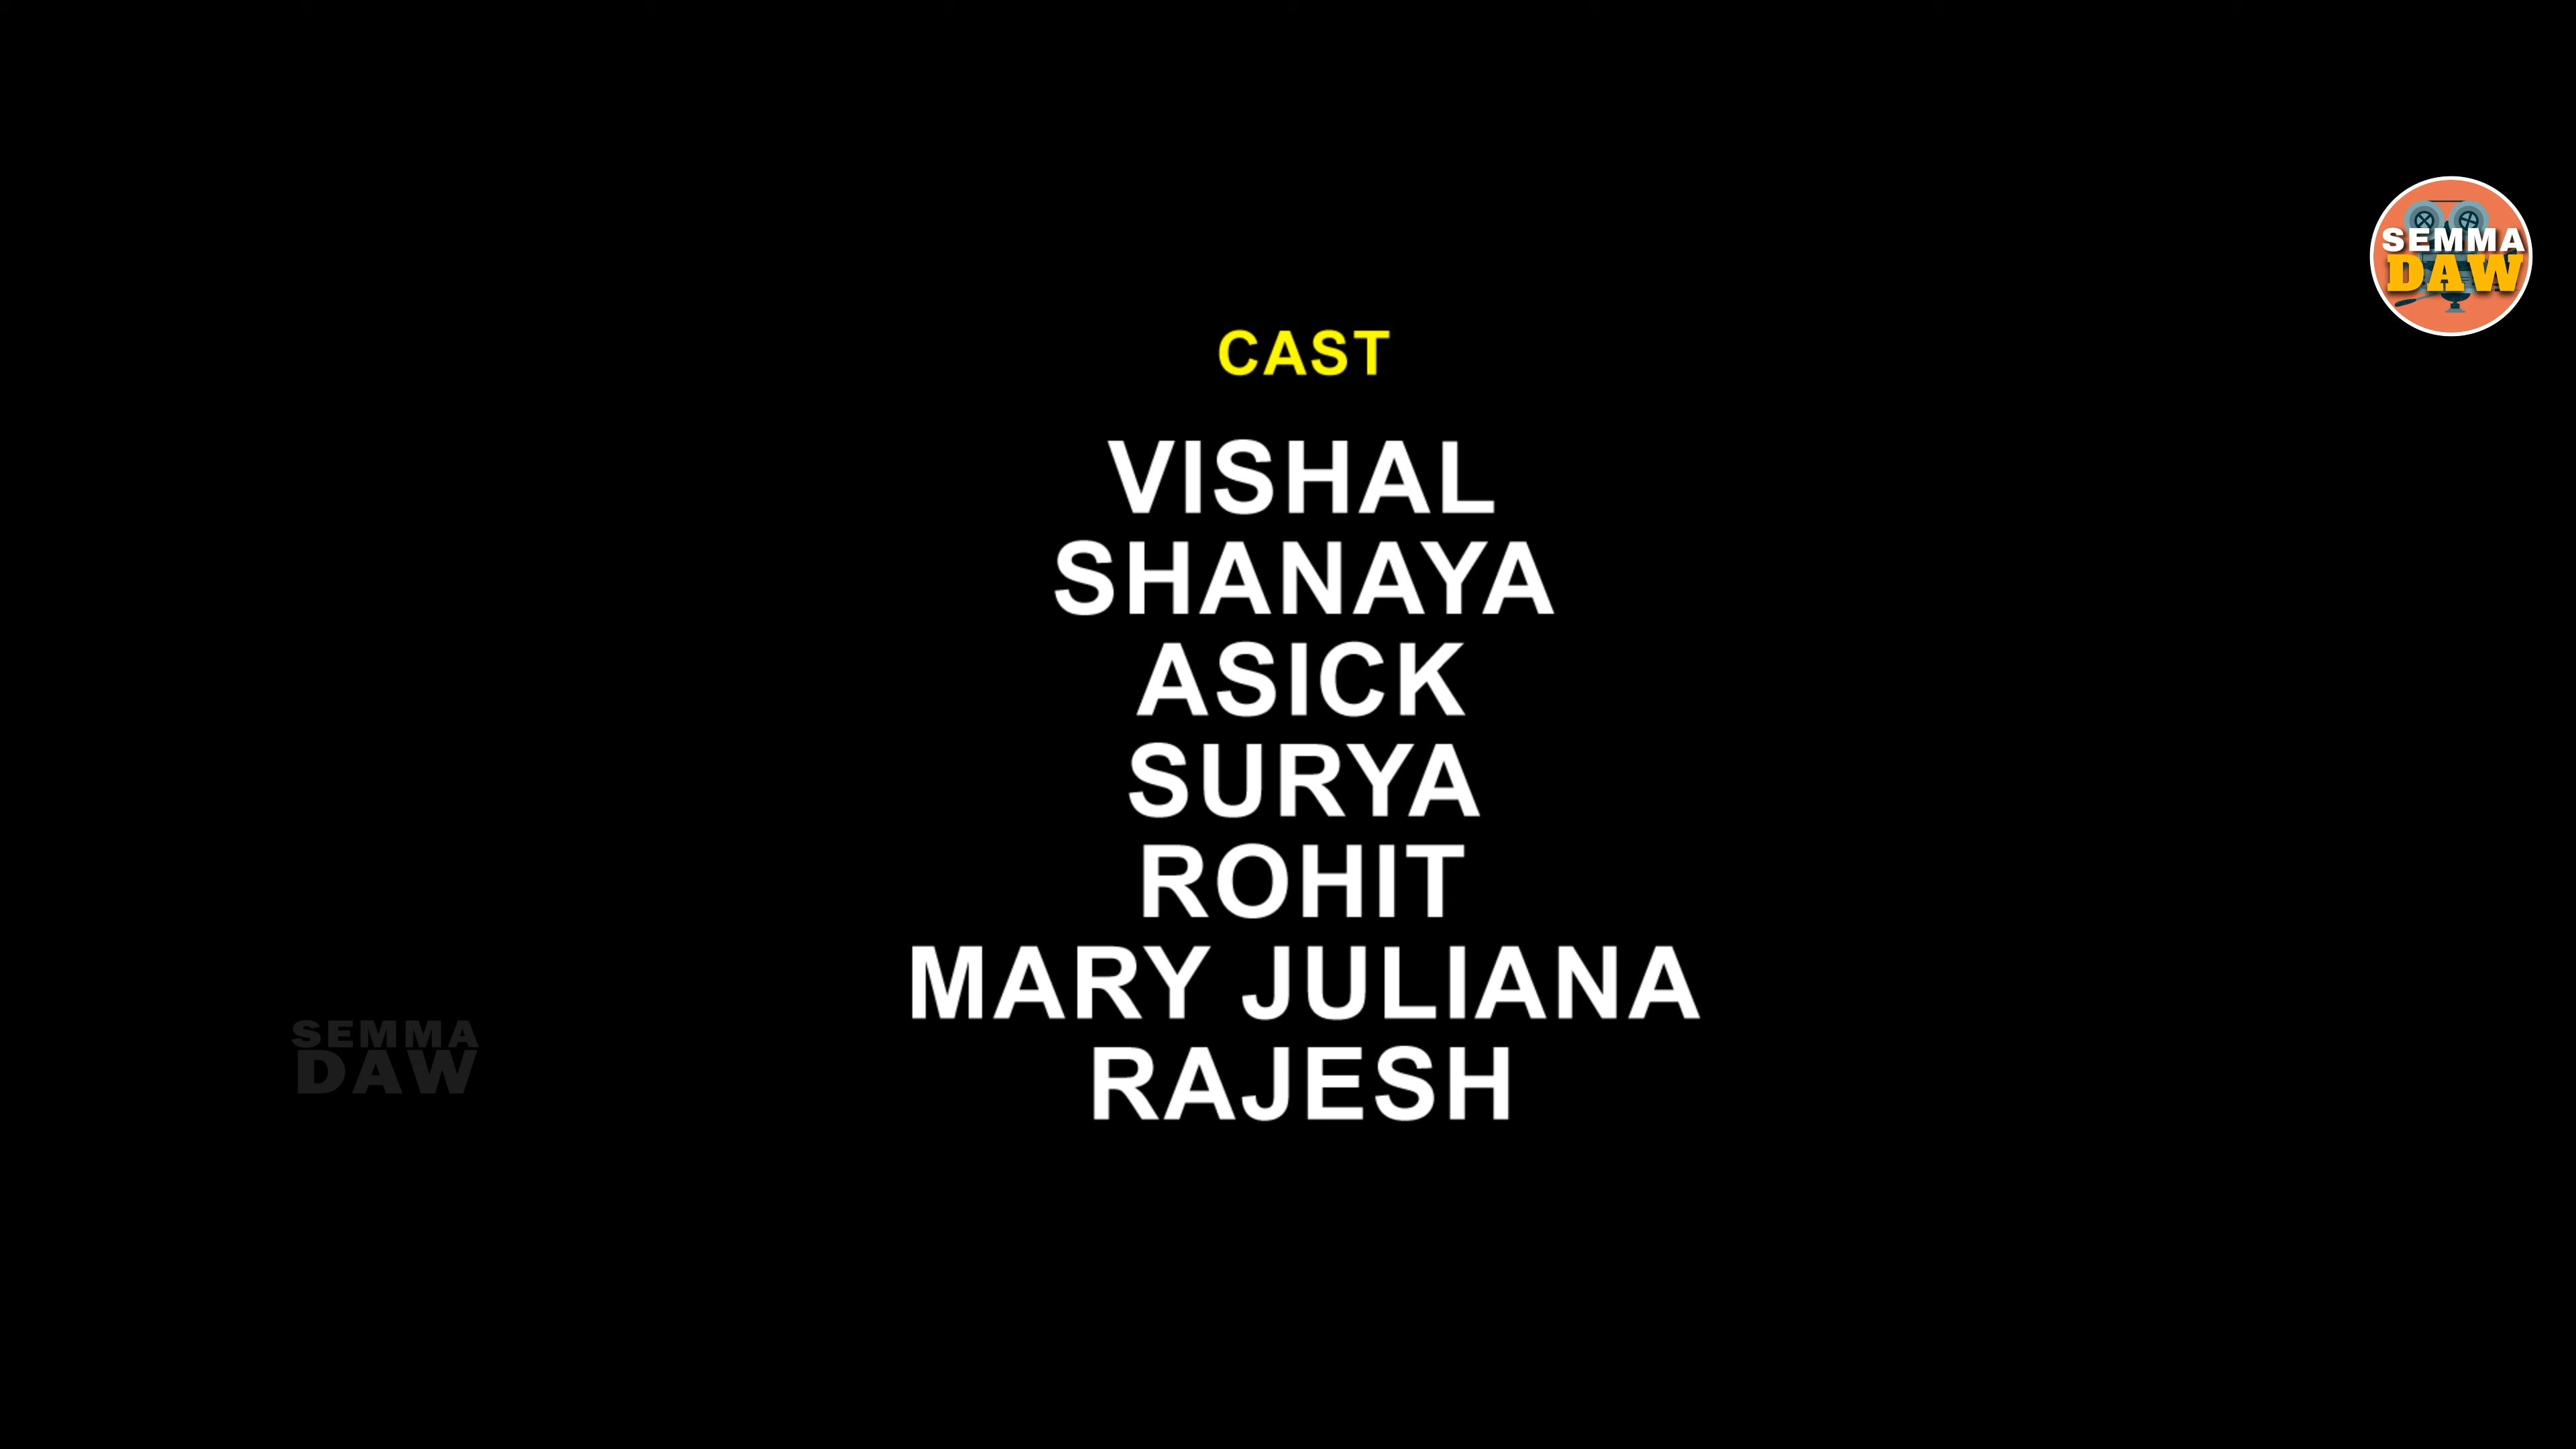 SEMMA
DAW
CAST
VISHAL
SHANAYA
ASICK
SURYA
ROHIT
MARY JULIANA
RAJESH
SEMMA
DAW